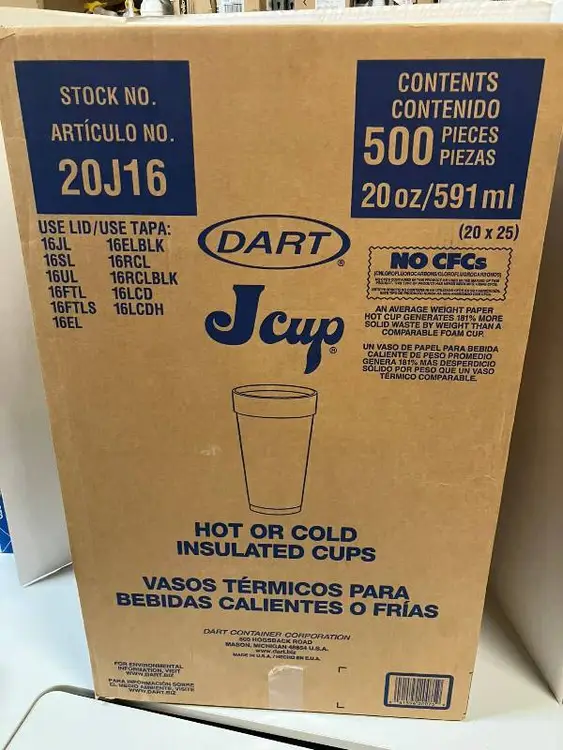 STOCK NO.
ARTÍCULO NO.
20J16
CONTENTS
CONTENIDO
500 PIECES
PIEZAS
20 oz/591 ml
(20 x 25)
USE LID/USE TAPA:
16JL 16ELBLK
16SL 16RCL
16UL 16RCLBLK
16FTL 16LCD
16FTLS 16LCDH
16EL
DART®
J cup®
NO CFCs
(CHLOROFLUOROCARBONS/CLOROFLUOROCARBONOS)
AN AVERAGE WEIGHT PAPER
HOT CUP GENERATES 181% MORE
SOLID WASTE BY WEIGHT THAN A
COMPARABLE FOAM CUP.
UN VASO DE PAPEL PARA BEBIDA
CALIENTE DE PESO PROMEDIO
GENERA 181% MÁS DESPERDICIO
SÓLIDO POR PESO QUE UN VASO
TÉRMICO COMPARABLE.
HOT OR COLD
INSULATED CUPS
VASOS TÉRMICOS PARA
BEBIDAS CALIENTES O FRÍAS
DART CONTAINER CORPORATION
500 HOGSBACK ROAD
MASON, MICHIGAN 48854 U.S.A.
www.dart.biz
MADE IN U.S.A. / HECHO EN E.U.A.
FOR ENVIRONMENTAL
INFORMATION, VISIT
WWW.DART.BIZ
PARA INFORMACIÓN SOBRE
EL MEDIO AMBIENTE, VISITE
WWW.DART.BIZ